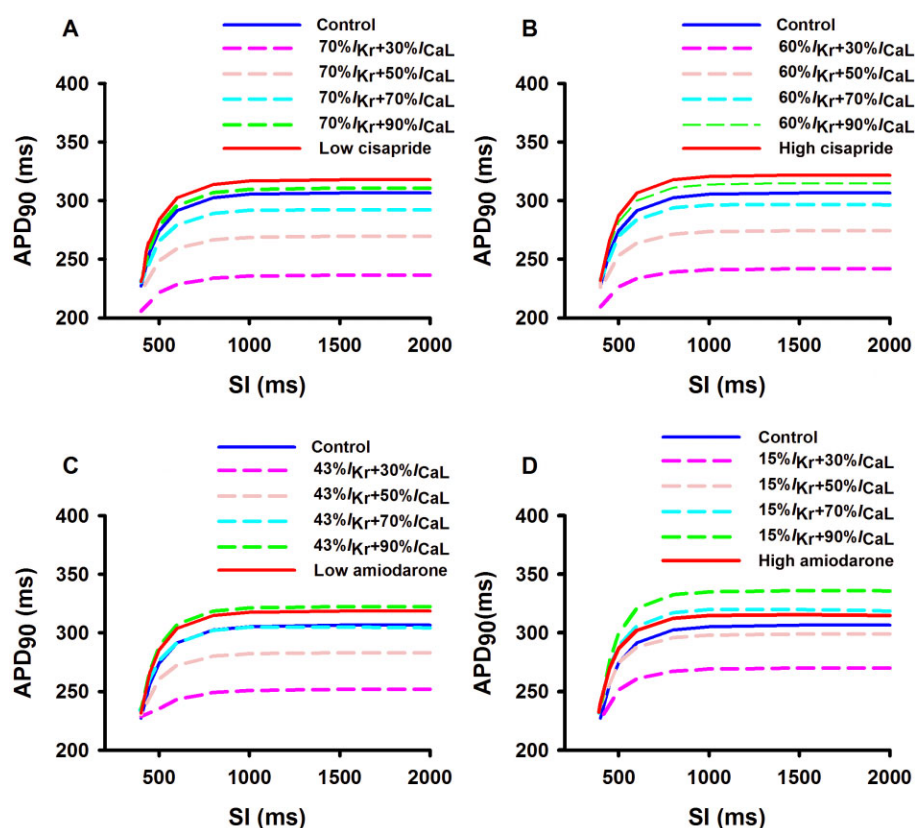 A
Control
70%IKr+30%ICaL
70%IKr+50%ICaL
70%IKr+70%ICaL
70%IKr+90%ICaL
Low cisapride
400
350
300
250
200
APD90 (ms)
500 1000 1500 2000
SI (ms)
B
Control
60%IKr+30%ICaL
60%IKr+50%ICaL
60%IKr+70%ICaL
60%IKr+90%ICaL
High cisapride
400
350
300
250
200
APD90 (ms)
500 1000 1500 2000
SI (ms)
C
Control
43%IKr+30%ICaL
43%IKr+50%ICaL
43%IKr+70%ICaL
43%IKr+90%ICaL
Low amiodarone
400
350
300
250
200
APD90 (ms)
500 1000 1500 2000
SI (ms)
D
Control
15%IKr+30%ICaL
15%IKr+50%ICaL
15%IKr+70%ICaL
15%IKr+90%ICaL
High amiodarone
400
350
300
250
200
APD90(ms)
500 1000 1500 2000
SI (ms)